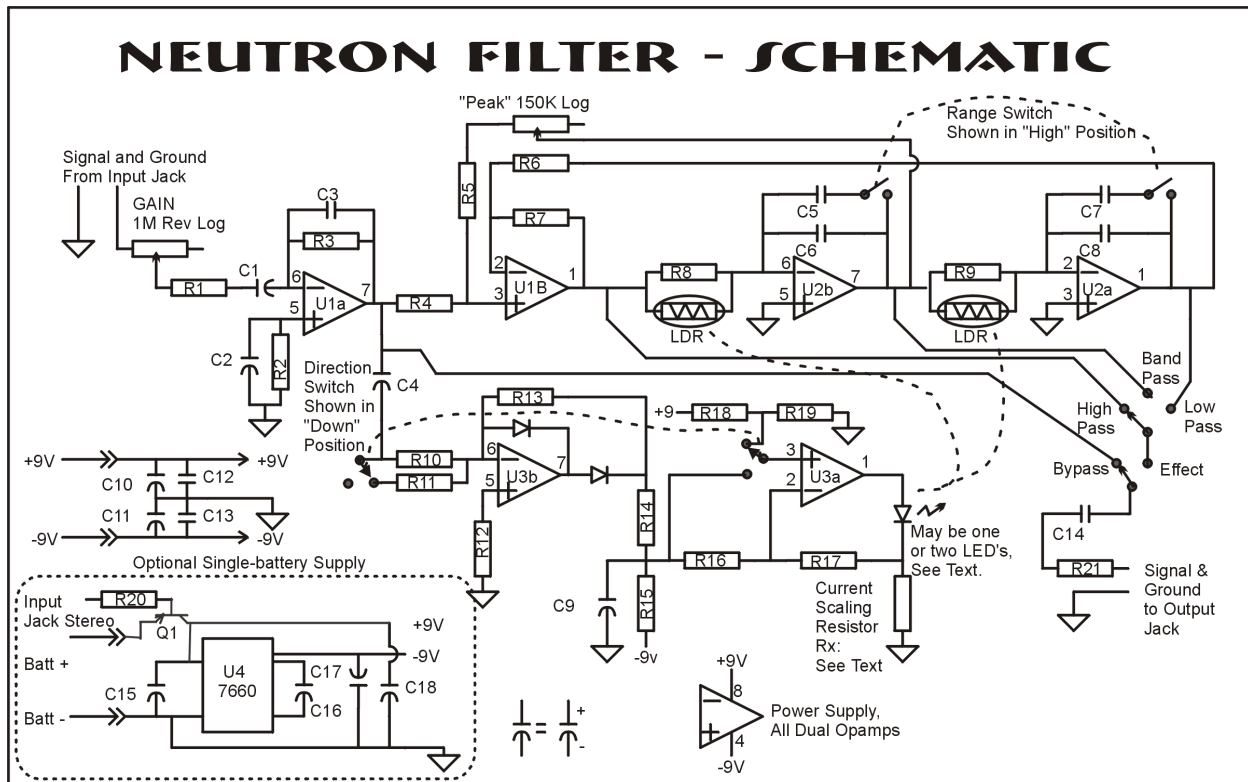 NEUTRON FILTER - SCHEMATIC
"Peak" 150K Log
Range Switch
Shown in "High" Position
Signal and Ground
From Input Jack
GAIN
1M Rev Log
C3
R3
R5
R6
R7
C5
C6
C7
C8
R1
C1
6
5
7
U1a
R4
2
3
1
U1B
R8
LDR
6
5
7
U2b
R9
LDR
2
3
1
U2a
C2
R2
Direction
Switch
Shown in
"Down"
Position
C4
R13
+9
R18
R19
Band
Pass
High
Pass
Low
Pass
Bypass
Effect
R10
R11
6
5
7
U3b
R12
R14
R15
-9v
3
2
1
U3a
R16
R17
C9
May be one
or two LED's,
See Text.
Current
Scaling
Resistor
Rx:
See Text
C14
R21
Signal &
Ground
to Output
Jack
+9V
C10
C12
+9V
-9V
C11
C13
-9V
Optional Single-battery Supply
Input
Jack Stereo
R20
Q1
+9V
-9V
Batt +
Batt -
C15
U4
7660
C17
C16
C18
=
+
-
+9V
8
4
-9V
Power Supply,
All Dual Opamps